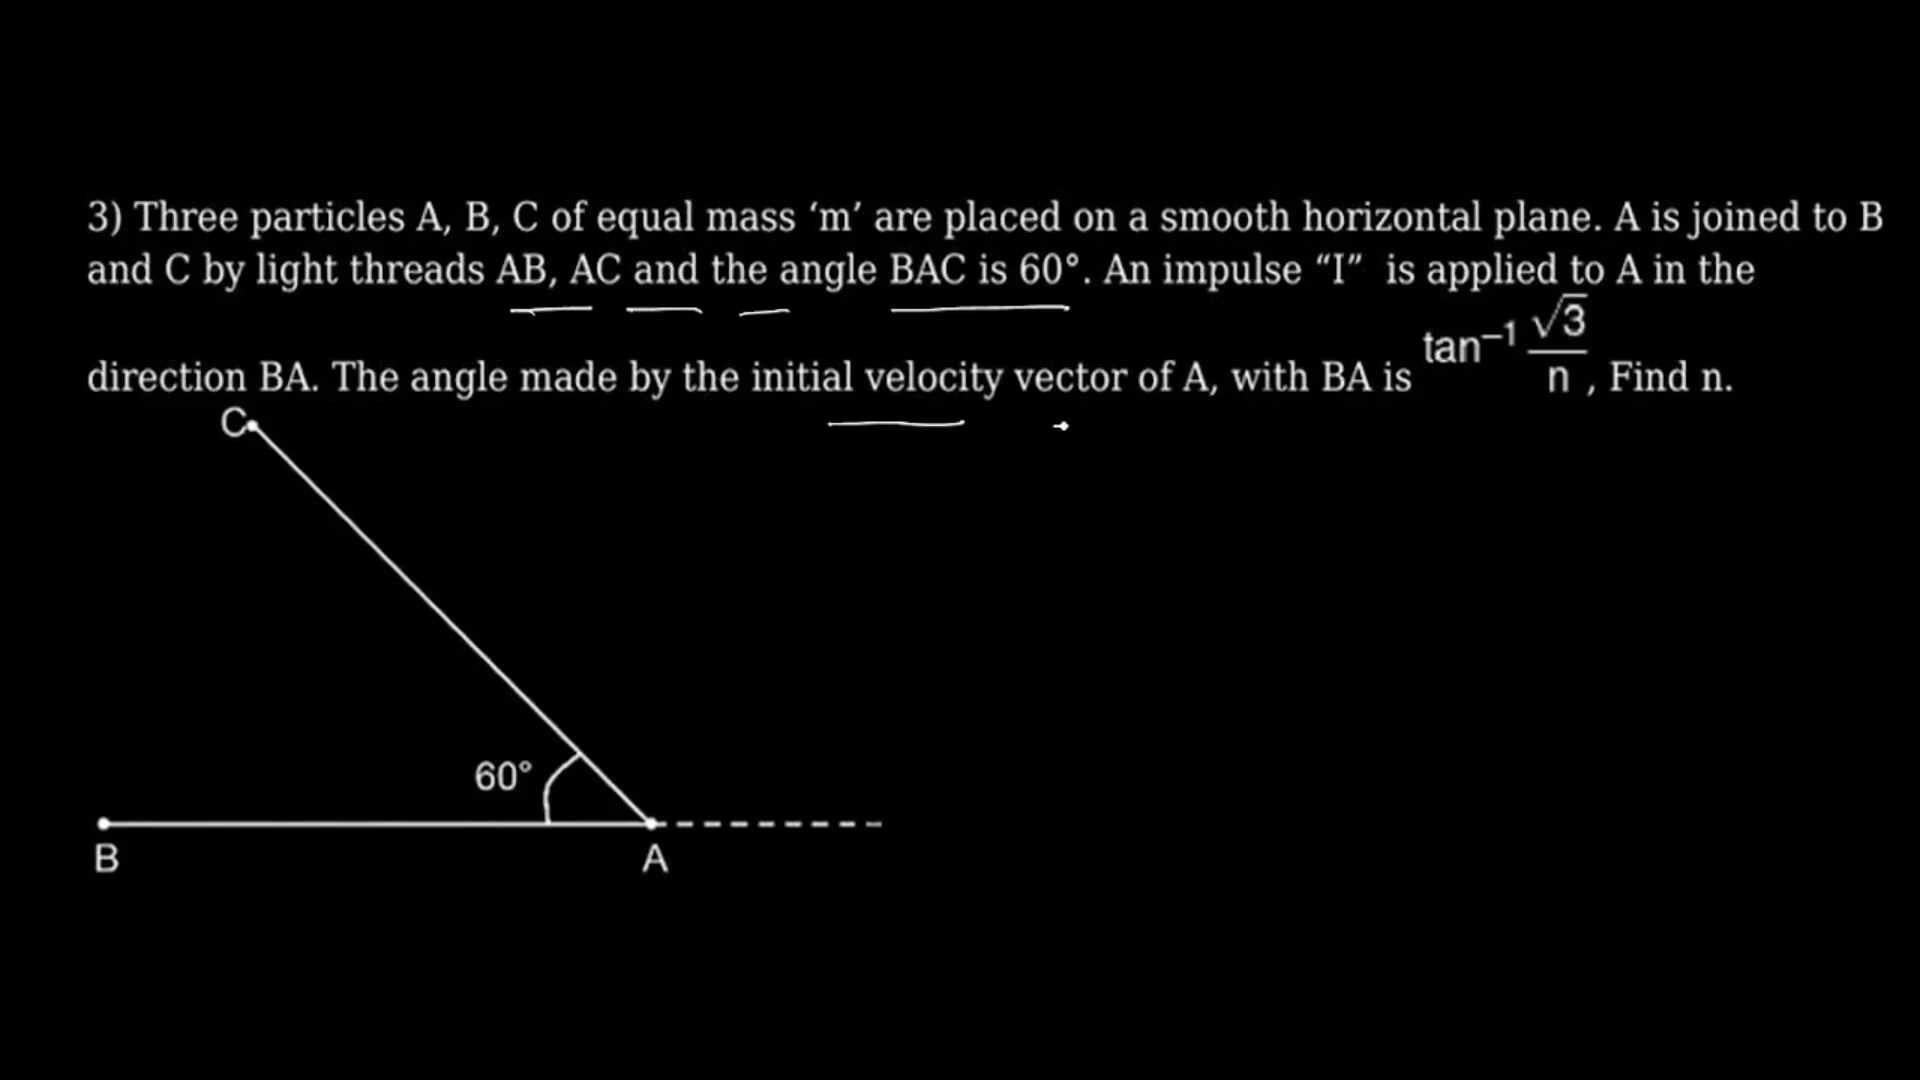 3) Three particles A, B, C of equal mass ‘m’ are placed on a smooth horizontal plane. A is joined to B
and C by light threads AB, AC and the angle BAC is 60°. An impulse “I” is applied to A in the
direction BA. The angle made by the initial velocity vector of A, with BA is tan⁻¹ √3/n , Find n.
C
60°
B
A